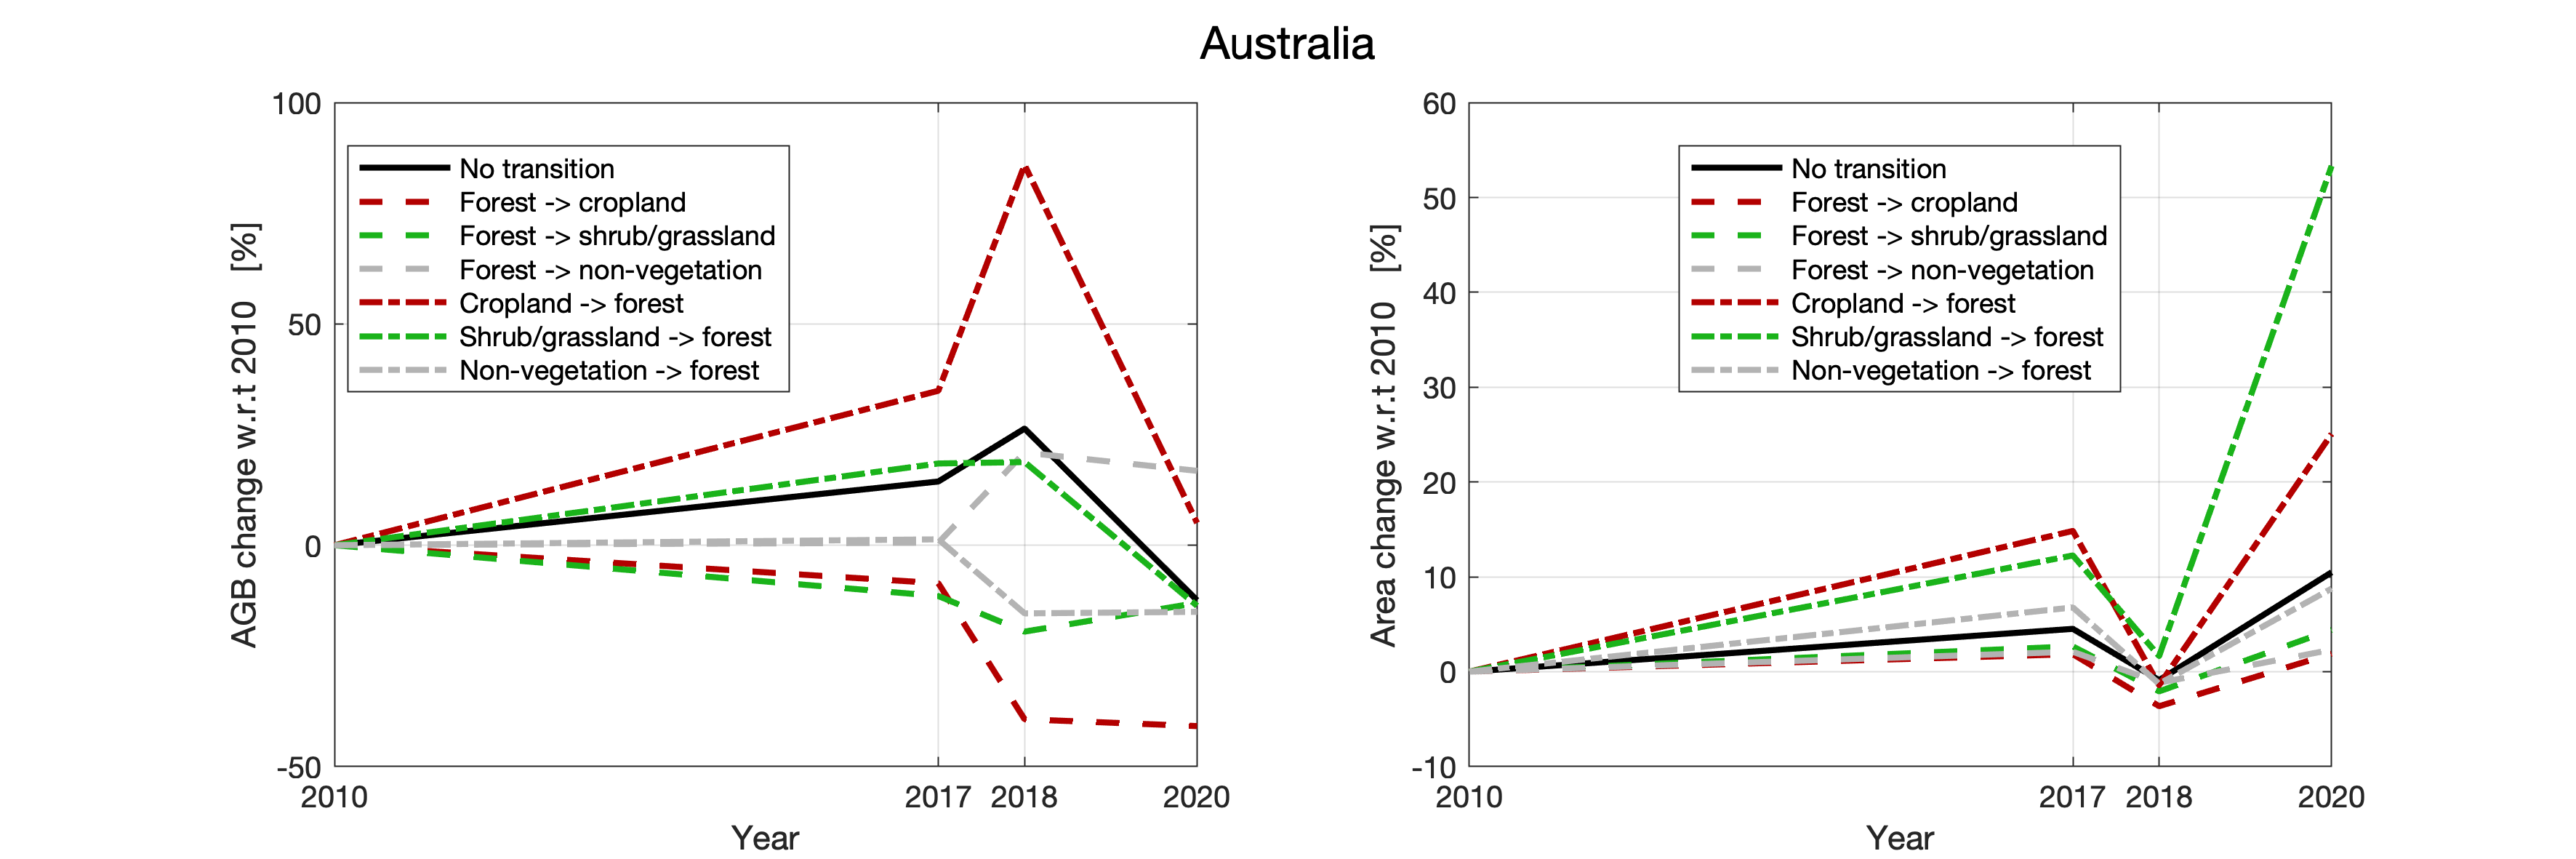 Australia
100
50
0
-50
AGB change w.r.t 2010 [%]
No transition
Forest -> cropland
Forest -> shrub/grassland
Forest -> non-vegetation
Cropland -> forest
Shrub/grassland -> forest
Non-vegetation -> forest
2010
2017
2018
2020
Year
60
50
40
30
20
10
0
-10
Area change w.r.t 2010 [%]
No transition
Forest -> cropland
Forest -> shrub/grassland
Forest -> non-vegetation
Cropland -> forest
Shrub/grassland -> forest
Non-vegetation -> forest
2010
2017
2018
2020
Year